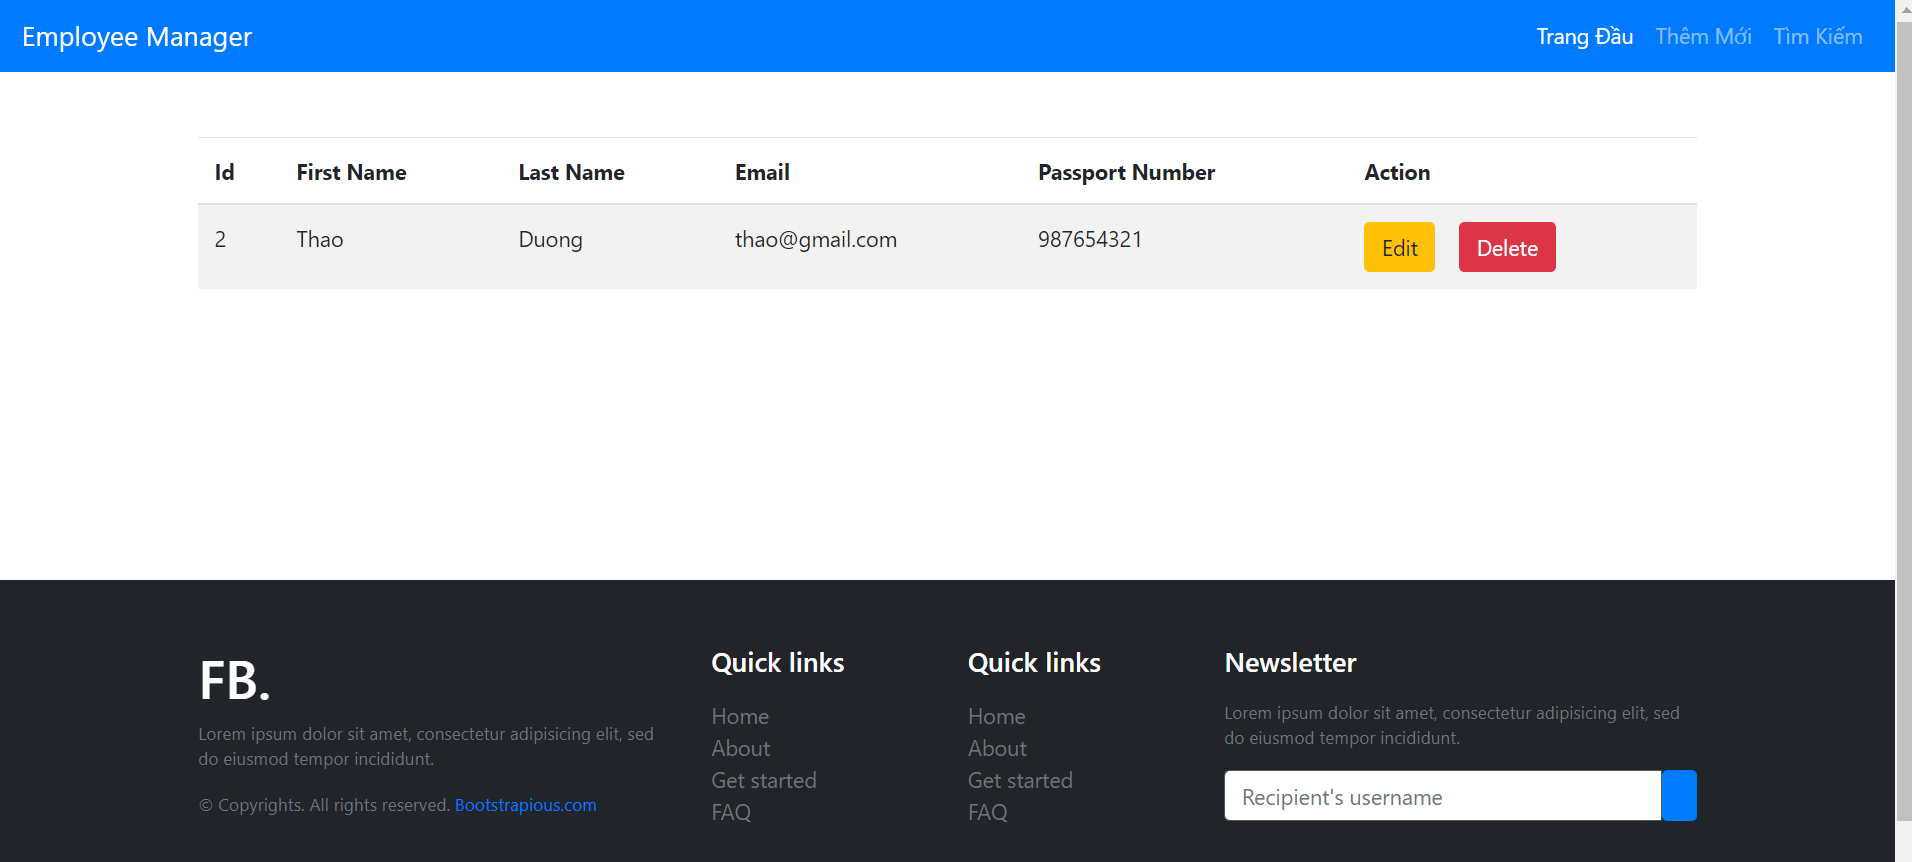 Employee Manager
Trang Đầu Thêm Mới Tìm Kiếm
Id First Name Last Name Email Passport Number Action
2 Thao Duong thao@gmail.com 987654321 Edit Delete
FB.
Lorem ipsum dolor sit amet, consectetur adipisicing elit, sed
do eiusmod tempor incididunt.
© Copyrights. All rights reserved. Bootstrapious.com
Quick links
Home
About
Get started
FAQ
Quick links
Home
About
Get started
FAQ
Newsletter
Lorem ipsum dolor sit amet, consectetur adipisicing elit, sed
do eiusmod tempor incididunt.
Recipient's username